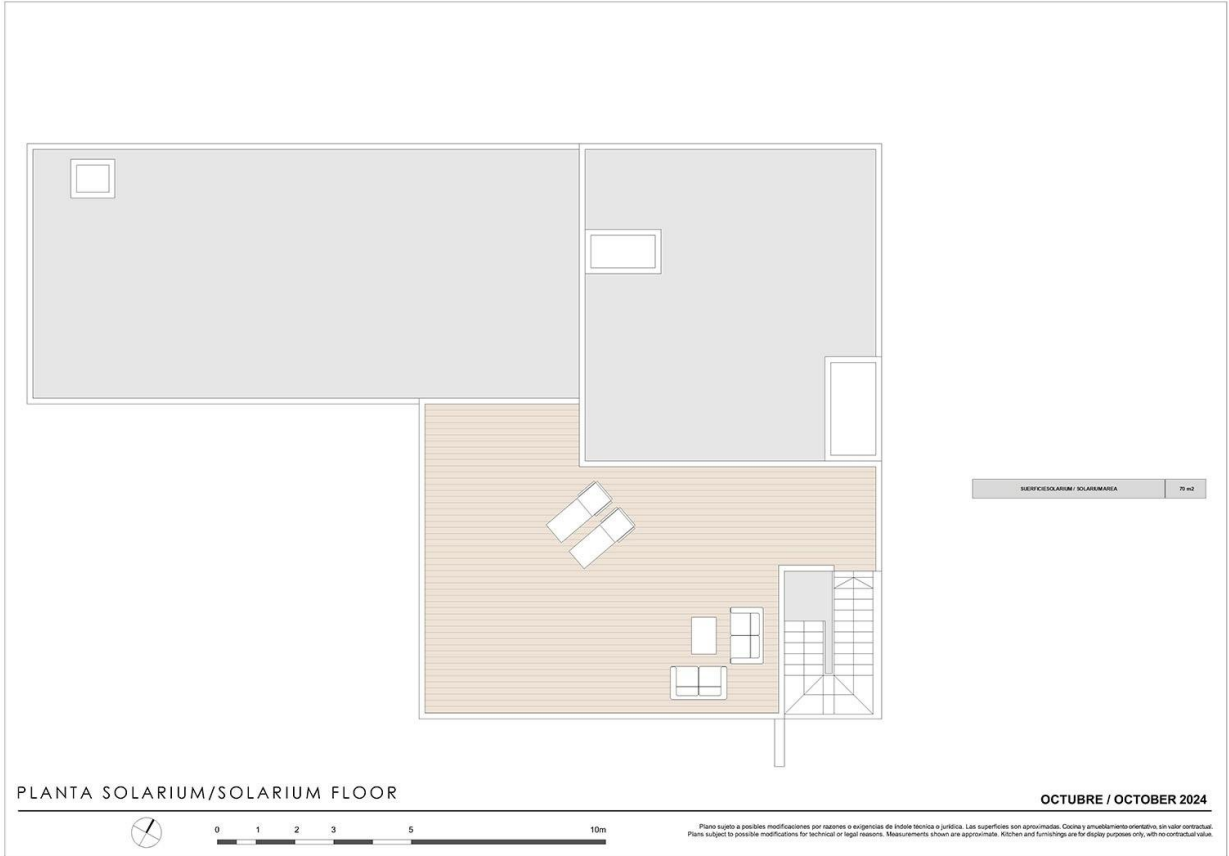 SUERFICIESOLARIUM / SOLARIUMAREA 70 m2
PLANTA SOLARIUM/SOLARIUM FLOOR
OCTUBRE / OCTOBER 2024
0 1 2 3 5 10m
Plano sujeto a posibles modificaciones por razones o exigencias de índole técnica o jurídica. Las superficies son aproximadas. Cocina y amueblamiento orientativo, sin valor contractual.
Plans subject to possible modifications for technical or legal reasons. Measurements shown are approximate. Kitchen and furnishings are for display purposes only, with no contractual value.